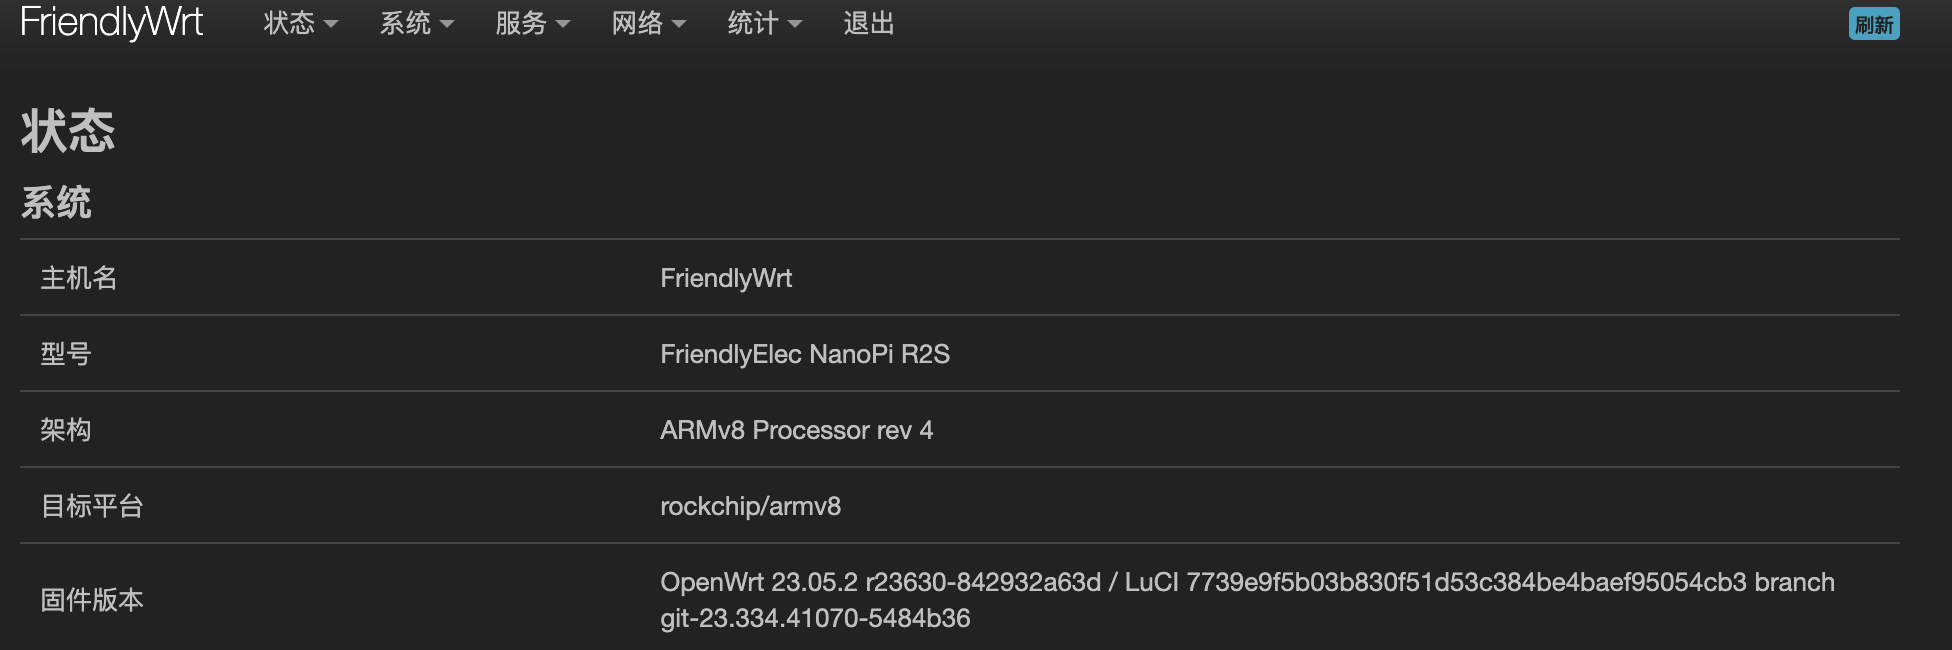 FriendlyWrt 状态 系统 服务 网络 统计 退出 刷新
状态
系统
主机名 FriendlyWrt
型号 FriendlyElec NanoPi R2S
架构 ARMv8 Processor rev 4
目标平台 rockchip/armv8
固件版本 OpenWrt 23.05.2 r23630-842932a63d / LuCI 7739e9f5b03b830f51d53c384be4baef95054cb3 branch
git-23.334.41070-5484b36